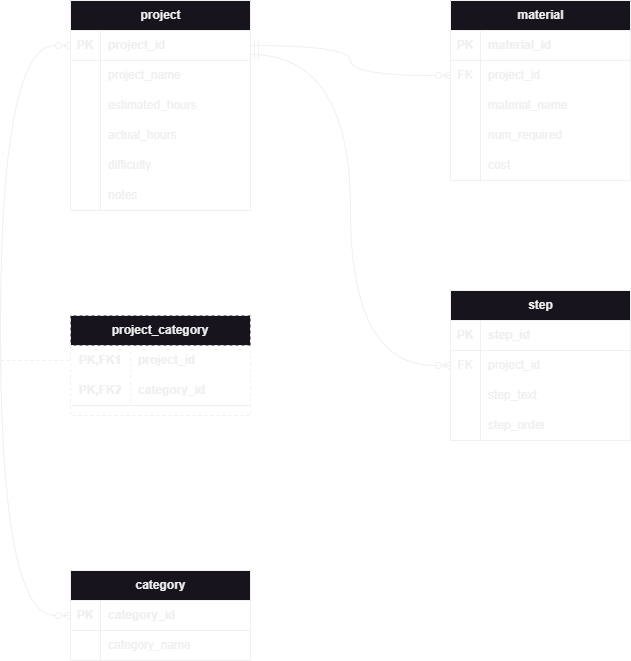 project
PK project_id
project_name
estimated_hours
actual_hours
difficulty
notes
material
PK material_id
FK project_id
material_name
num_required
cost
project_category
PK,FK1 project_id
PK,FK2 category_id
step
PK step_id
FK project_id
step_text
step_order
category
PK category_id
category_name